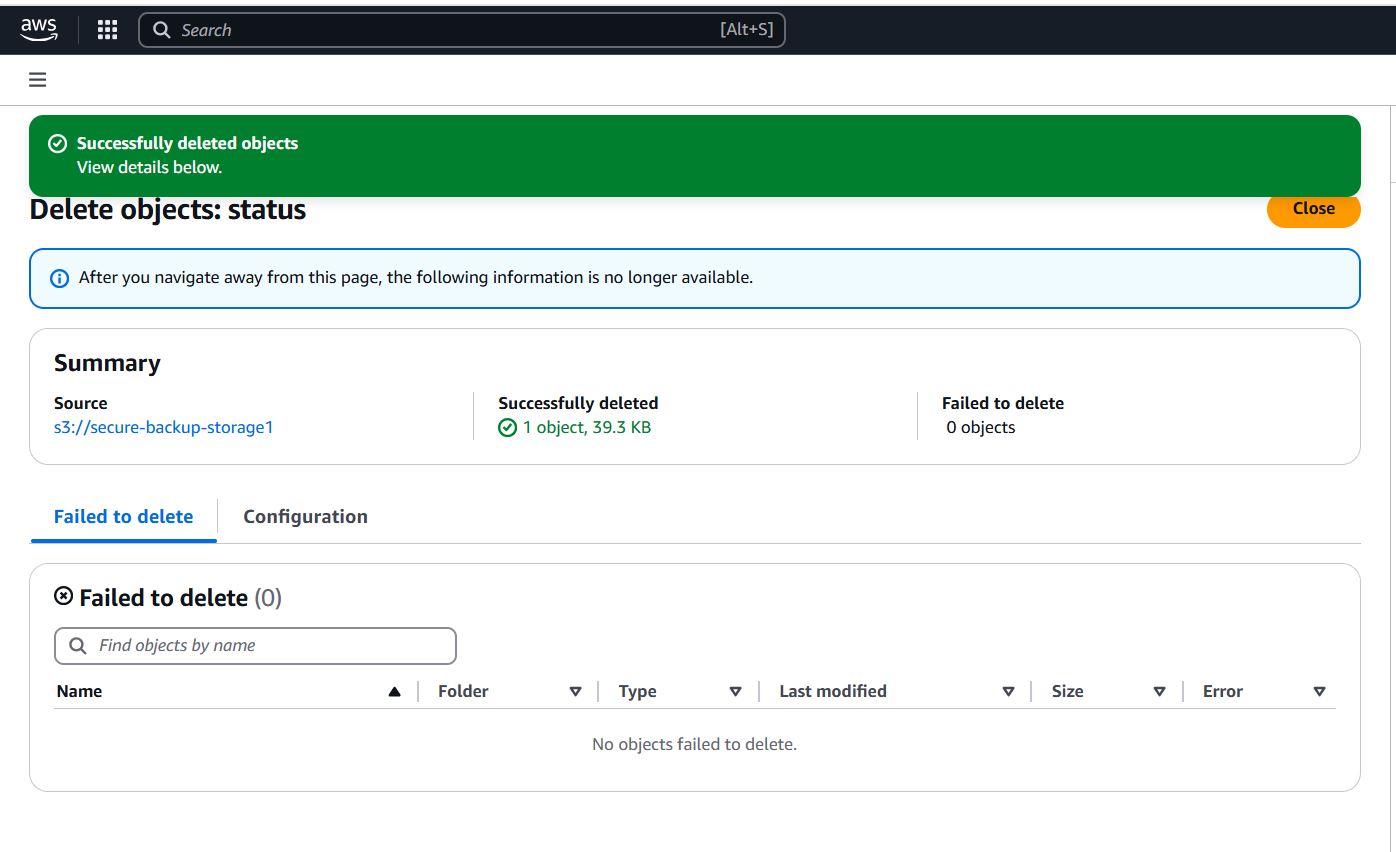 aws
Search [Alt+S]
Successfully deleted objects
View details below.
Delete objects: status
Close
After you navigate away from this page, the following information is no longer available.
Summary
Source Successfully deleted Failed to delete
s3://secure-backup-storage1 1 object, 39.3 KB 0 objects
Failed to delete Configuration
Failed to delete (0)
Find objects by name
Name Folder Type Last modified Size Error
No objects failed to delete.